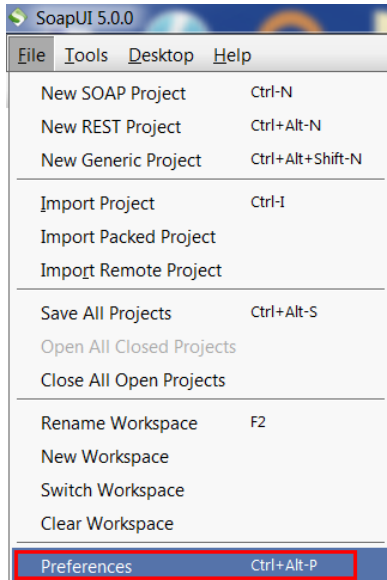 SoapUI 5.0.0
File Tools Desktop Help
New SOAP Project Ctrl-N
New REST Project Ctrl+Alt-N
New Generic Project Ctrl+Alt+Shift-N
Import Project Ctrl-I
Import Packed Project
Import Remote Project
Save All Projects Ctrl+Alt-S
Open All Closed Projects
Close All Open Projects
Rename Workspace F2
New Workspace
Switch Workspace
Clear Workspace
Preferences Ctrl+Alt-P